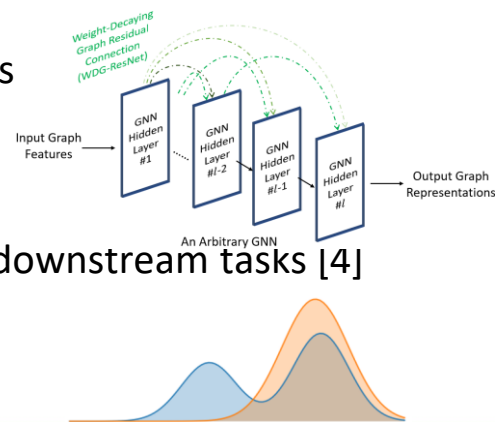 Weight-Decaying
Graph Residual
Connection
(WDG-ResNet)
s
Input Graph
Features
GNN
Hidden
Layer
#1
......
GNN
Hidden
Layer
#l-2
GNN
Hidden
Layer
#l-1
GNN
Hidden
Layer
#l
Output Graph
Representations
An Arbitrary GNN
downstream tasks [4]